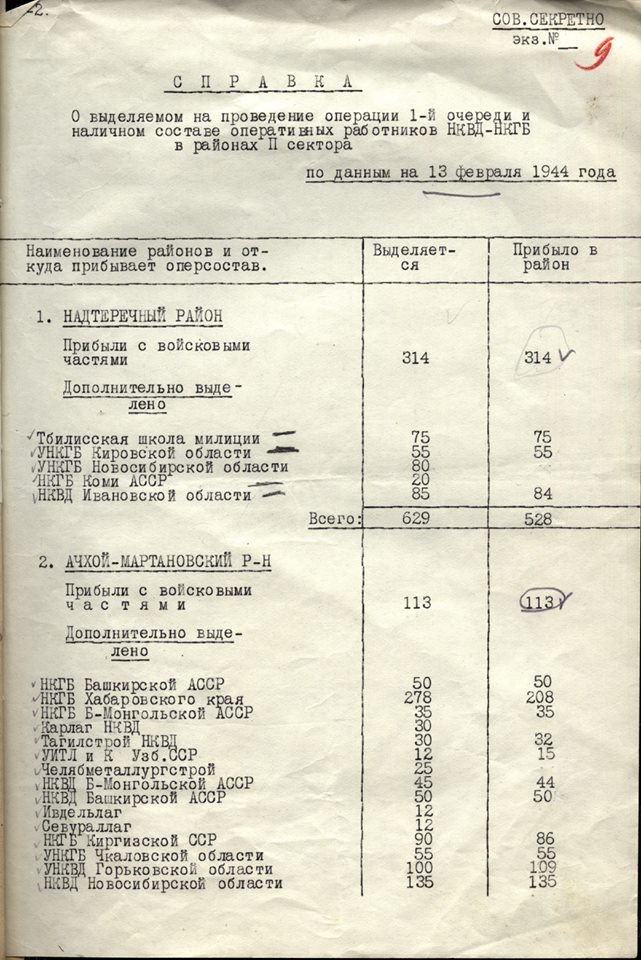 2.
СОВ.СЕКРЕТНО
экз.№ 9
СПРАВКА
О выделяемом на проведение операции 1-й очереди и
наличном составе оперативных работников НКВД-НКГБ
в районах П сектора
по данным на 13 февраля 1944 года
Наименование районов и от- Выделяет- Прибыло в
куда прибывает оперсостав. ся район
1. НАДТЕРЕЧНЫЙ РАЙОН
Прибыли с войсковыми
частями 314 314
Дополнительно выде-
лено
Тбилисская школа милиции 75 75
УНКГБ Кировской области 55 55
УНКГБ Новосибирской области 80
НКГБ Коми АССР 20
НКВД Ивановской области 85 84
Всего: 629 528
2. АЧХОЙ-МАРТАНОВСКИЙ Р-Н
Прибыли с войсковыми
частями 113 113
Дополнительно выде-
лено
НКГБ Башкирской АССР 50 50
НКГБ Хабаровского края 278 208
НКГБ Б-Монгольской АССР 35 35
Карлаг НКВД 30
Тагилстрой НКВД 30 32
УИТЛ и К Узб.ССР 12 15
Челябметаллургстрой 25
НКВД Б-Монгольской АССР 45 44
НКВД Башкирской АССР 50 50
Ивдельлаг 12
Севураллаг 12
НКГБ Киргизской ССР 90 86
УНКГБ Чкаловской области 55 55
УНКВД Горьковской области 100 109
НКВД Новосибирской области 135 135